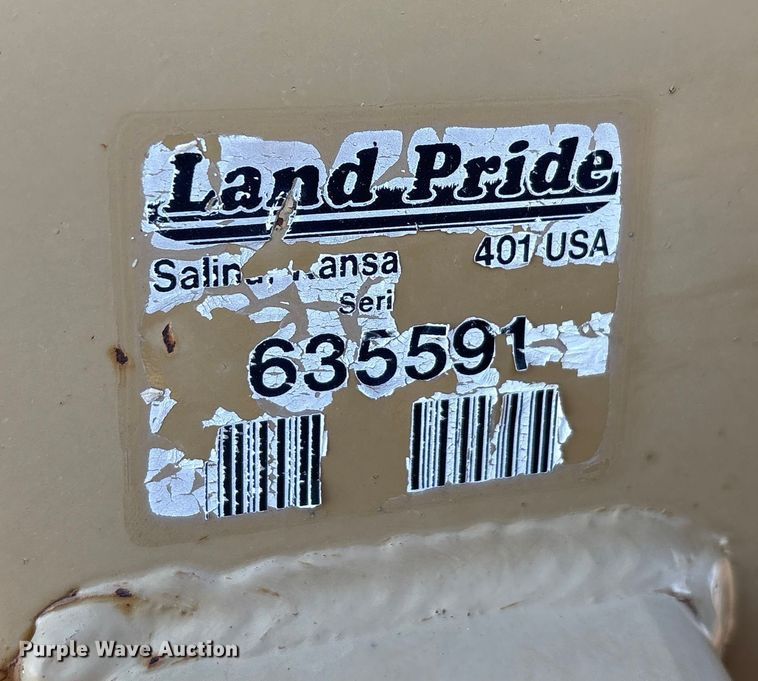 Land Pride
Salina, Kansa 401 USA
Seri
635591
Purple Wave Auction